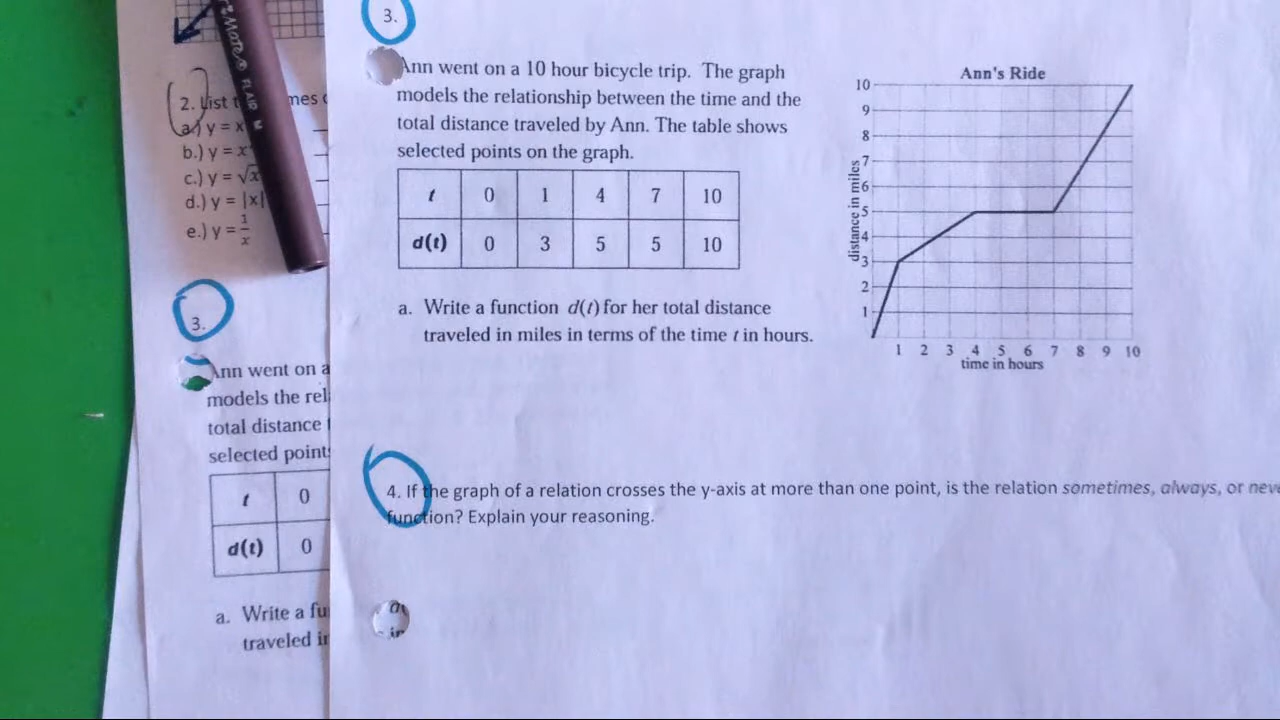 MATE FLAIR M
2. List t
mes
a.) y = x
b.) y = x
c.) y = √x
d.) y = |x|
e.) y = 1/x
3.
Ann went on a
models the rel
total distance
selected point
t 0
d(t) 0
a. Write a fu
traveled in
3.
Ann went on a 10 hour bicycle trip. The graph
models the relationship between the time and the
total distance traveled by Ann. The table shows
selected points on the graph.
t 0 1 4 7 10
d(t) 0 3 5 5 10
a. Write a function d(t) for her total distance
traveled in miles in terms of the time t in hours.
Ann's Ride
distance in miles
10
9
8
7
6
5
4
3
2
1
1 2 3 4 5 6 7 8 9 10
time in hours
4. If the graph of a relation crosses the y-axis at more than one point, is the relation sometimes, always, or neve
function? Explain your reasoning.